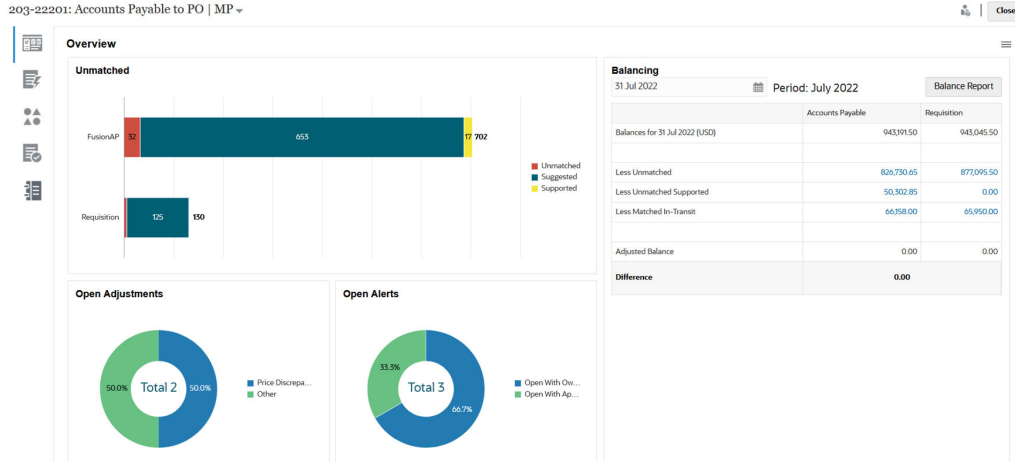 203-22201: Accounts Payable to PO | MP
Close
Overview
Unmatched
FusionAP 32 653 17 702
Requisition 125 130
Unmatched
Suggested
Supported
Balancing
31 Jul 2022 Period: July 2022 Balance Report
Accounts Payable Requisition
Balances for 31 Jul 2022 (USD) 943,191.50 943,045.50
Less Unmatched 826,730.65 877,095.50
Less Unmatched Supported 50,302.85 0.00
Less Matched In-Transit 66,158.00 65,950.00
Adjusted Balance 0.00 0.00
Difference 0.00
Open Adjustments
50.0% Total 2 50.0%
Price Discrepa...
Other
Open Alerts
33.3%
Total 3
66.7%
Open With Ow...
Open With Ap...